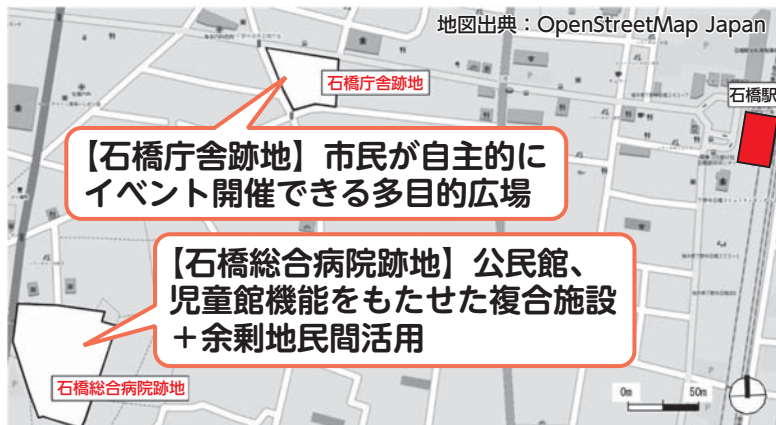 地図出典：OpenStreetMap Japan
石橋庁舎跡地
石橋駅
【石橋庁舎跡地】市民が自主的に
イベント開催できる多目的広場
【石橋総合病院跡地】公民館、
児童館機能をもたせた複合施設
＋余剰地民間活用
石橋総合病院跡地
0m
50m